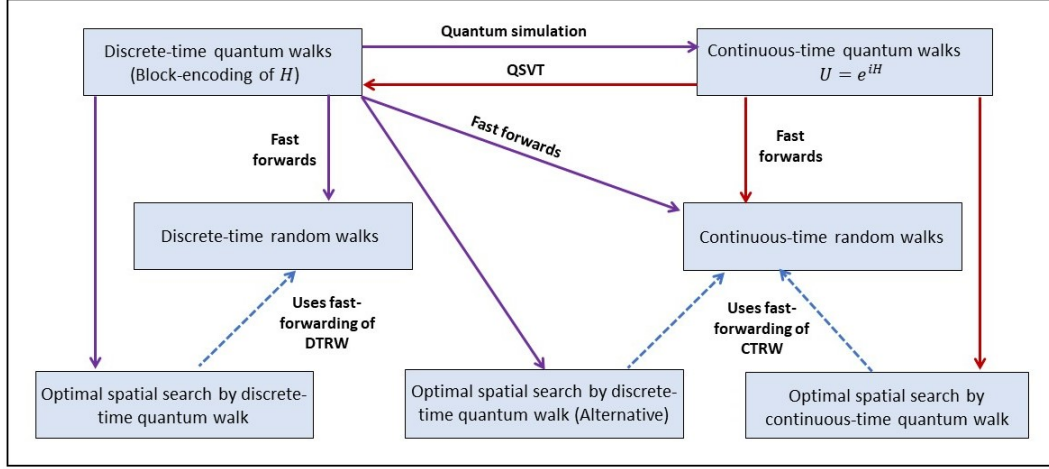 Quantum simulation
Discrete-time quantum walks
(Block-encoding of H)
Continuous-time quantum walks
U = e^{iH}
QSVT
Fast forwards
Fast
forwards
Fast
forwards
Discrete-time random walks
Continuous-time random walks
Uses fast-
forwarding of
DTRW
Uses fast-
forwarding of
CTRW
Optimal spatial search by discrete-
time quantum walk
Optimal spatial search by discrete-
time quantum walk (Alternative)
Optimal spatial search by
continuous-time quantum walk